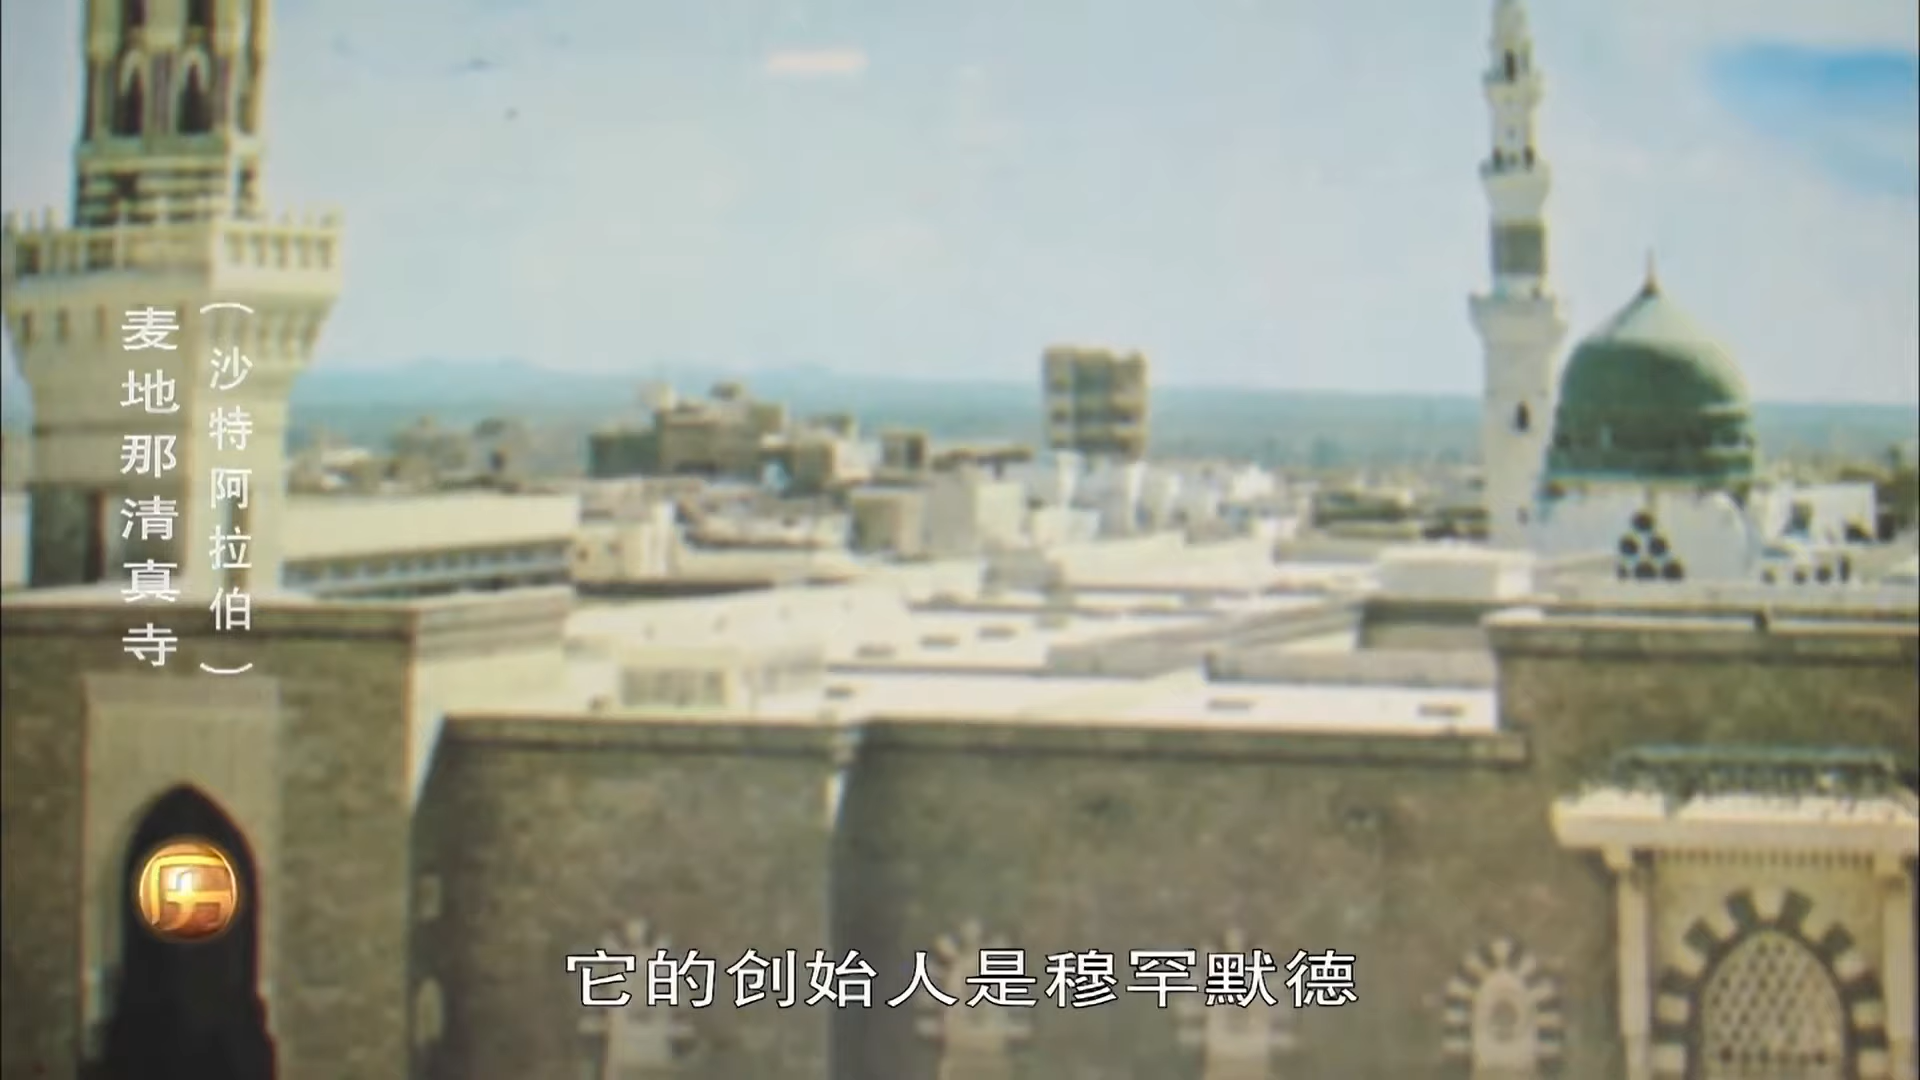 麦地那清真寺
（沙特阿拉伯）
它的创始人是穆罕默德